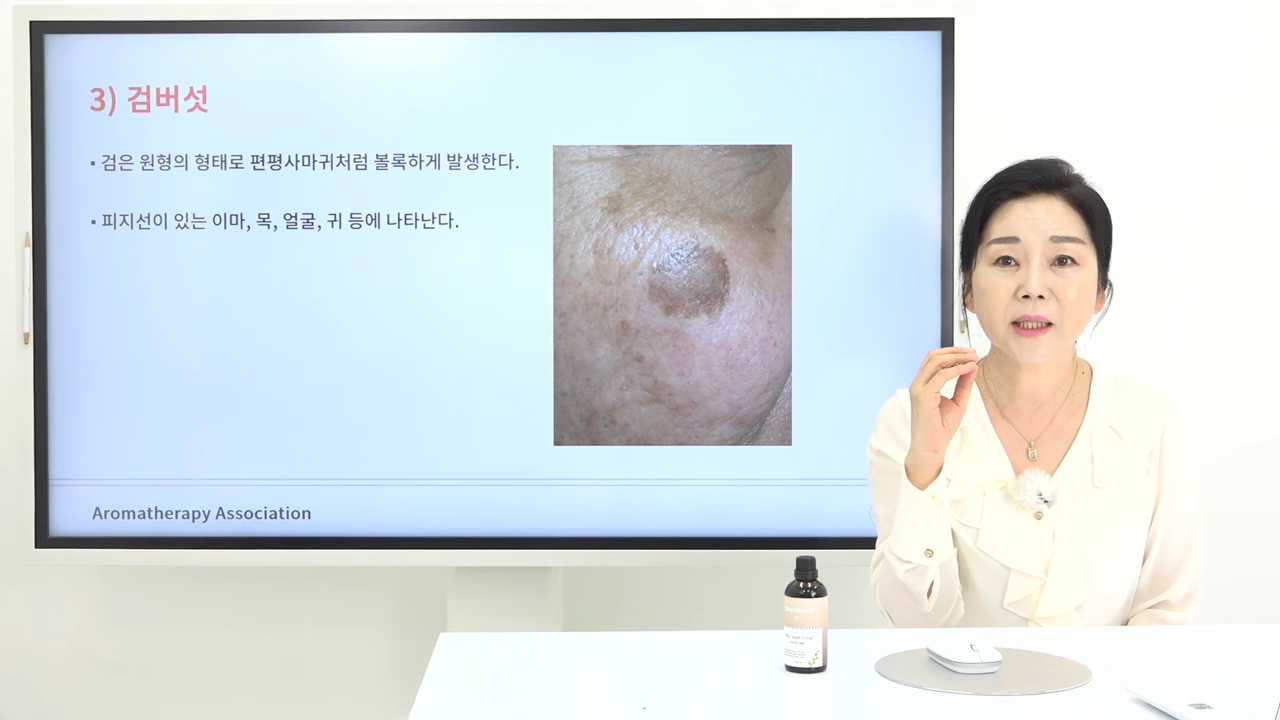 3) 검버섯
▪ 검은 원형의 형태로 편평사마귀처럼 볼록하게 발생한다.
▪ 피지선이 있는 이마, 목, 얼굴, 귀 등에 나타난다.
Aromatherapy Association